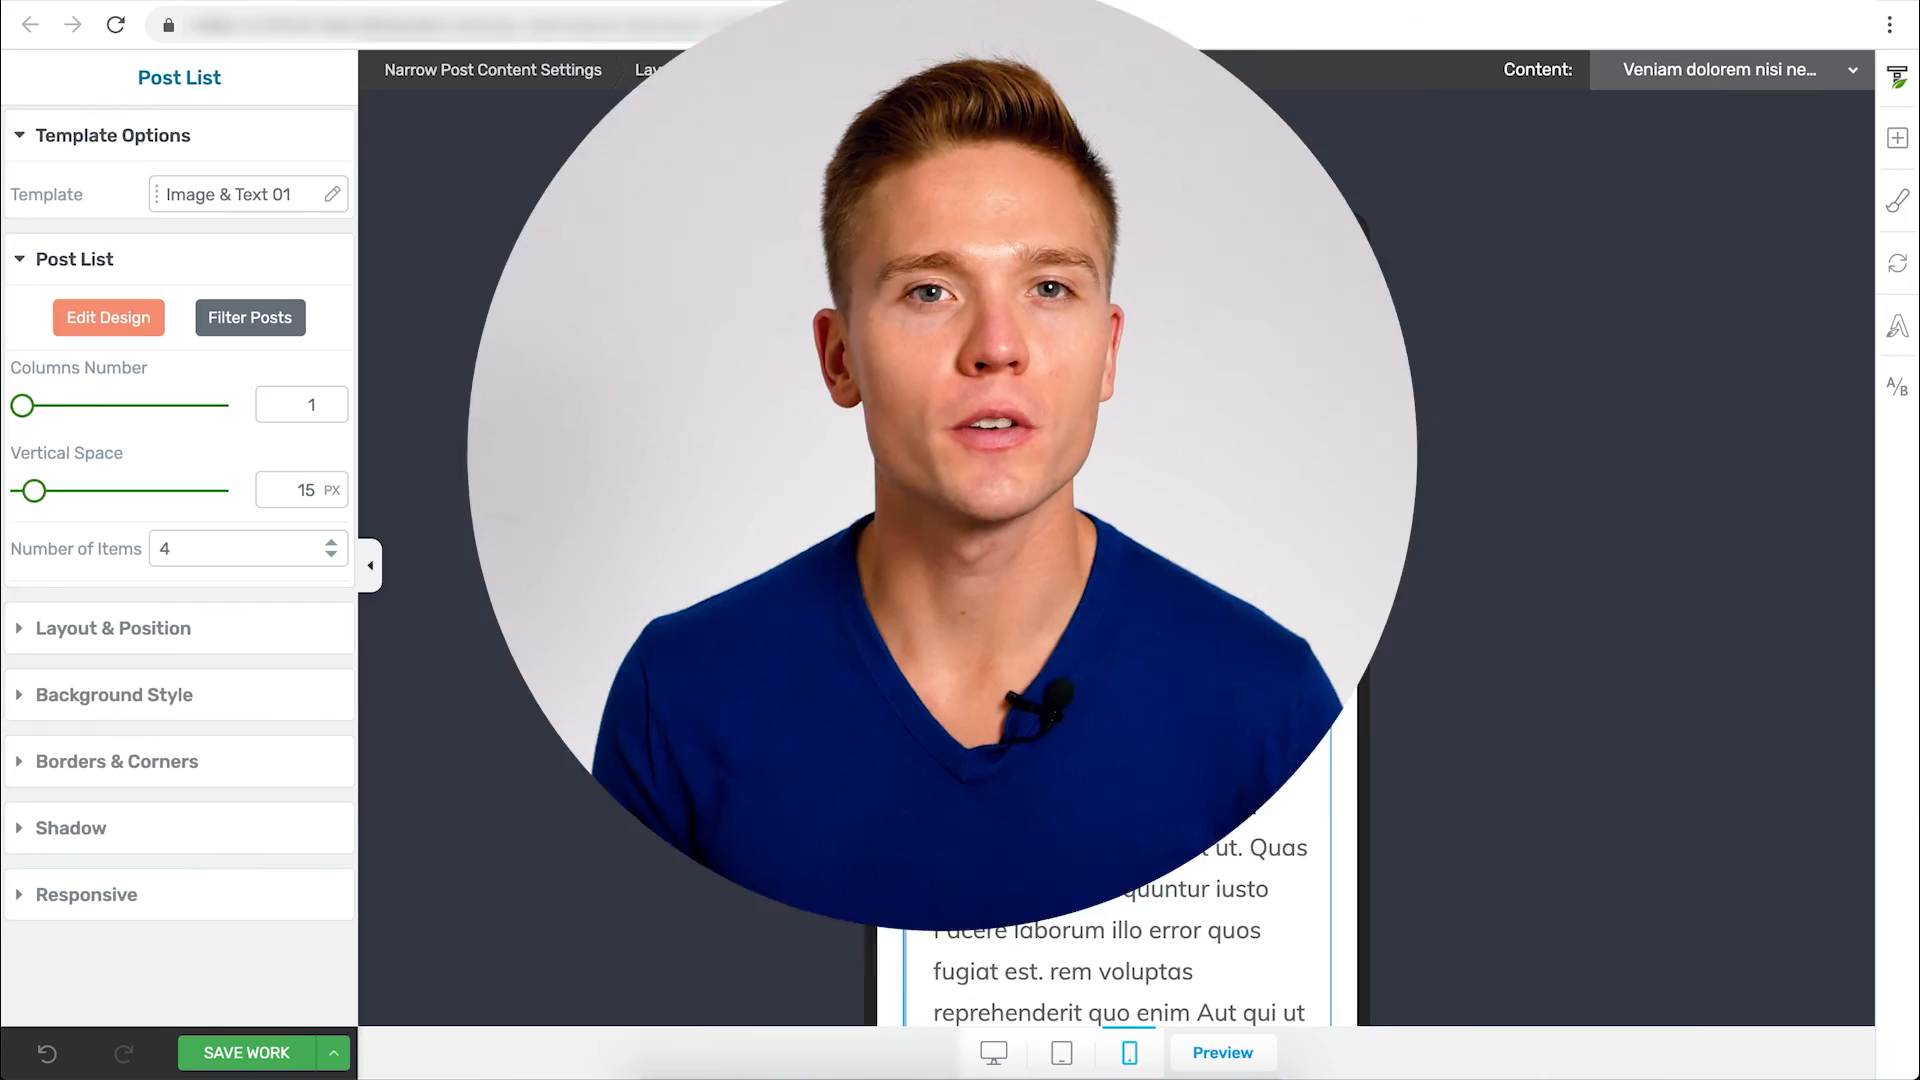 Post List
Narrow Post Content Settings
Content:
Veniam dolorem nisi ne...
Template Options
Template
Image & Text 01
Post List
Edit Design
Filter Posts
Columns Number
1
Vertical Space
15 PX
Number of Items
4
Layout & Position
Background Style
Borders & Corners
Shadow
Responsive
A/B
ut. Quas
iusto
laborum illo error quos
fugiat est. rem voluptas
reprehenderit quo enim Aut qui ut
SAVE WORK
Preview